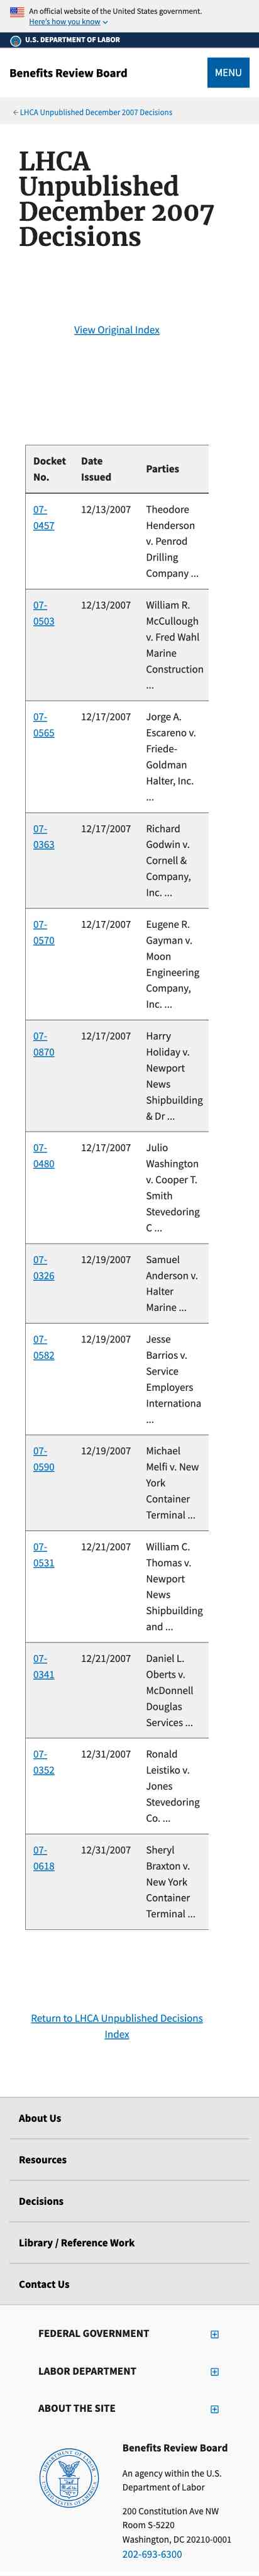 An official website of the United States government.
Here's how you know
U.S. DEPARTMENT OF LABOR
Benefits Review Board
MENU
← LHCA Unpublished December 2007 Decisions
LHCA
Unpublished
December 2007
Decisions
View Original Index
Docket No. Date Issued Parties
07-0457 12/13/2007 Theodore Henderson v. Penrod Drilling Company ...
07-0503 12/13/2007 William R. McCullough v. Fred Wahl Marine Construction ...
07-0565 12/17/2007 Jorge A. Escareno v. Friede-Goldman Halter, Inc. ...
07-0363 12/17/2007 Richard Godwin v. Cornell & Company, Inc. ...
07-0570 12/17/2007 Eugene R. Gayman v. Moon Engineering Company, Inc. ...
07-0870 12/17/2007 Harry Holiday v. Newport News Shipbuilding & Dr ...
07-0480 12/17/2007 Julio Washington v. Cooper T. Smith Stevedoring C ...
07-0326 12/19/2007 Samuel Anderson v. Halter Marine ...
07-0582 12/19/2007 Jesse Barrios v. Service Employers Internationa ...
07-0590 12/19/2007 Michael Melfi v. New York Container Terminal ...
07-0531 12/21/2007 William C. Thomas v. Newport News Shipbuilding and ...
07-0341 12/21/2007 Daniel L. Oberts v. McDonnell Douglas Services ...
07-0352 12/31/2007 Ronald Leistiko v. Jones Stevedoring Co. ...
07-0618 12/31/2007 Sheryl Braxton v. New York Container Terminal ...
Return to LHCA Unpublished Decisions
Index
About Us
Resources
Decisions
Library / Reference Work
Contact Us
FEDERAL GOVERNMENT
LABOR DEPARTMENT
ABOUT THE SITE
Benefits Review Board
An agency within the U.S.
Department of Labor
200 Constitution Ave NW
Room S-5220
Washington, DC 20210-0001
202-693-6300
DEPARTMENT OF LABOR
UNITED STATES OF AMERICA